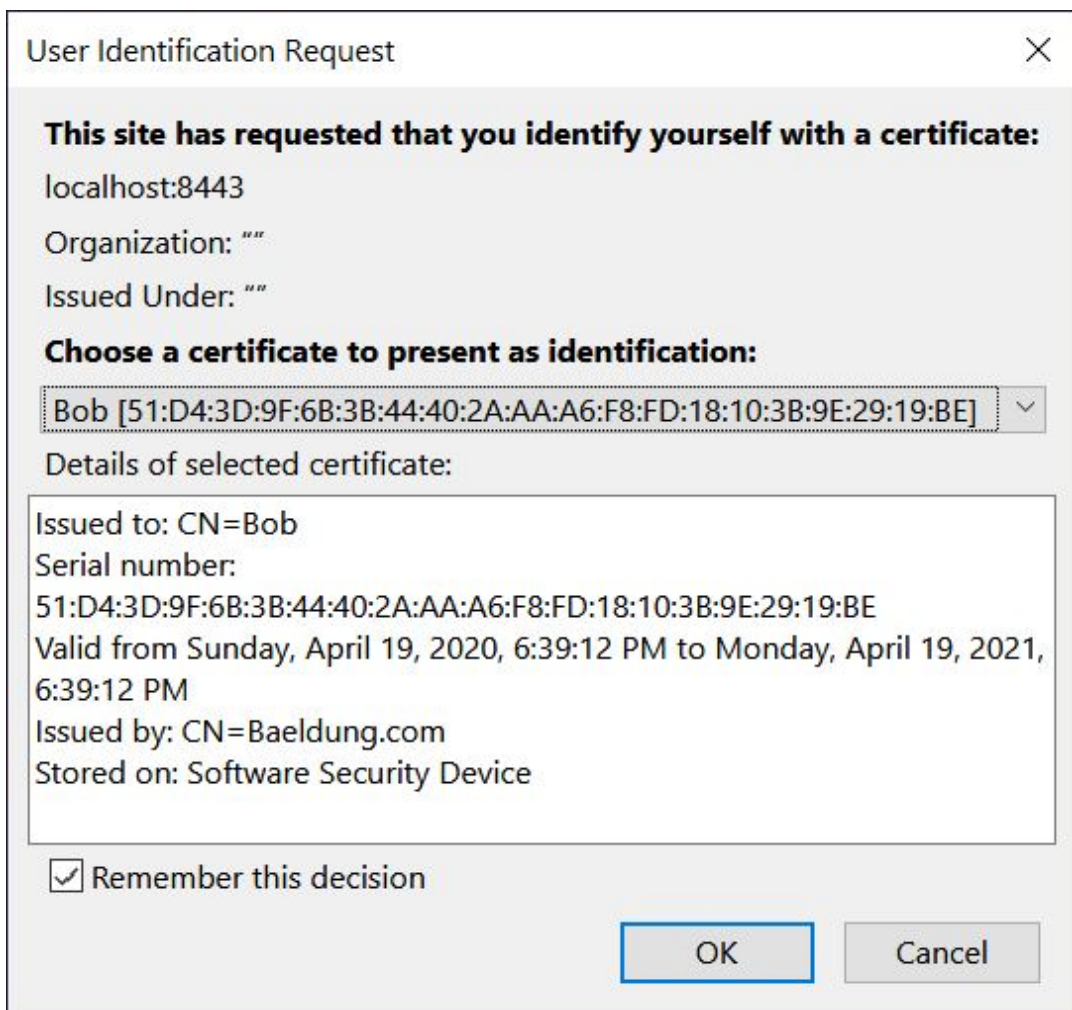 User Identification Request
This site has requested that you identify yourself with a certificate:
localhost:8443
Organization: “”
Issued Under: “”
Choose a certificate to present as identification:
Bob [51:D4:3D:9F:6B:3B:44:40:2A:AA:A6:F8:FD:18:10:3B:9E:29:19:BE]
Details of selected certificate:
Issued to: CN=Bob
Serial number:
51:D4:3D:9F:6B:3B:44:40:2A:AA:A6:F8:FD:18:10:3B:9E:29:19:BE
Valid from Sunday, April 19, 2020, 6:39:12 PM to Monday, April 19, 2021,
6:39:12 PM
Issued by: CN=Baeldung.com
Stored on: Software Security Device
Remember this decision
OK
Cancel